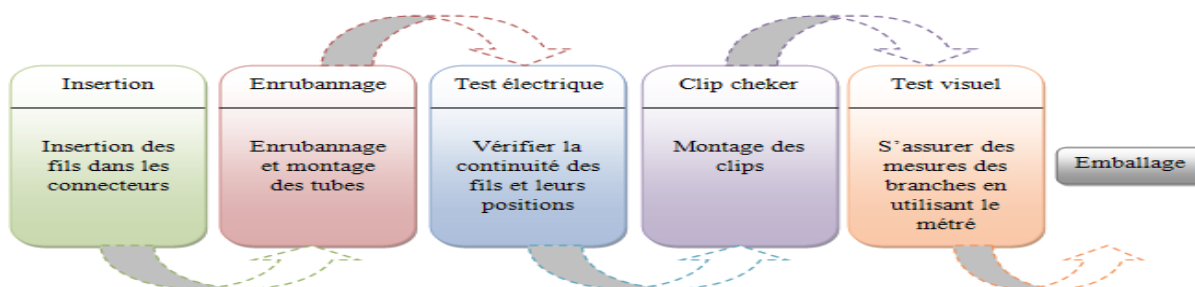 Insertion
Insertion des
fils dans les
connecteurs
Enrubannage
Enrubannage
et montage
des tubes
Test électrique
Vérifier la
continuité des
fils et leurs
positions
Clip cheker
Montage des
clips
Test visuel
S’assurer des
mesures des
branches en
utilisant le
métré
Emballage